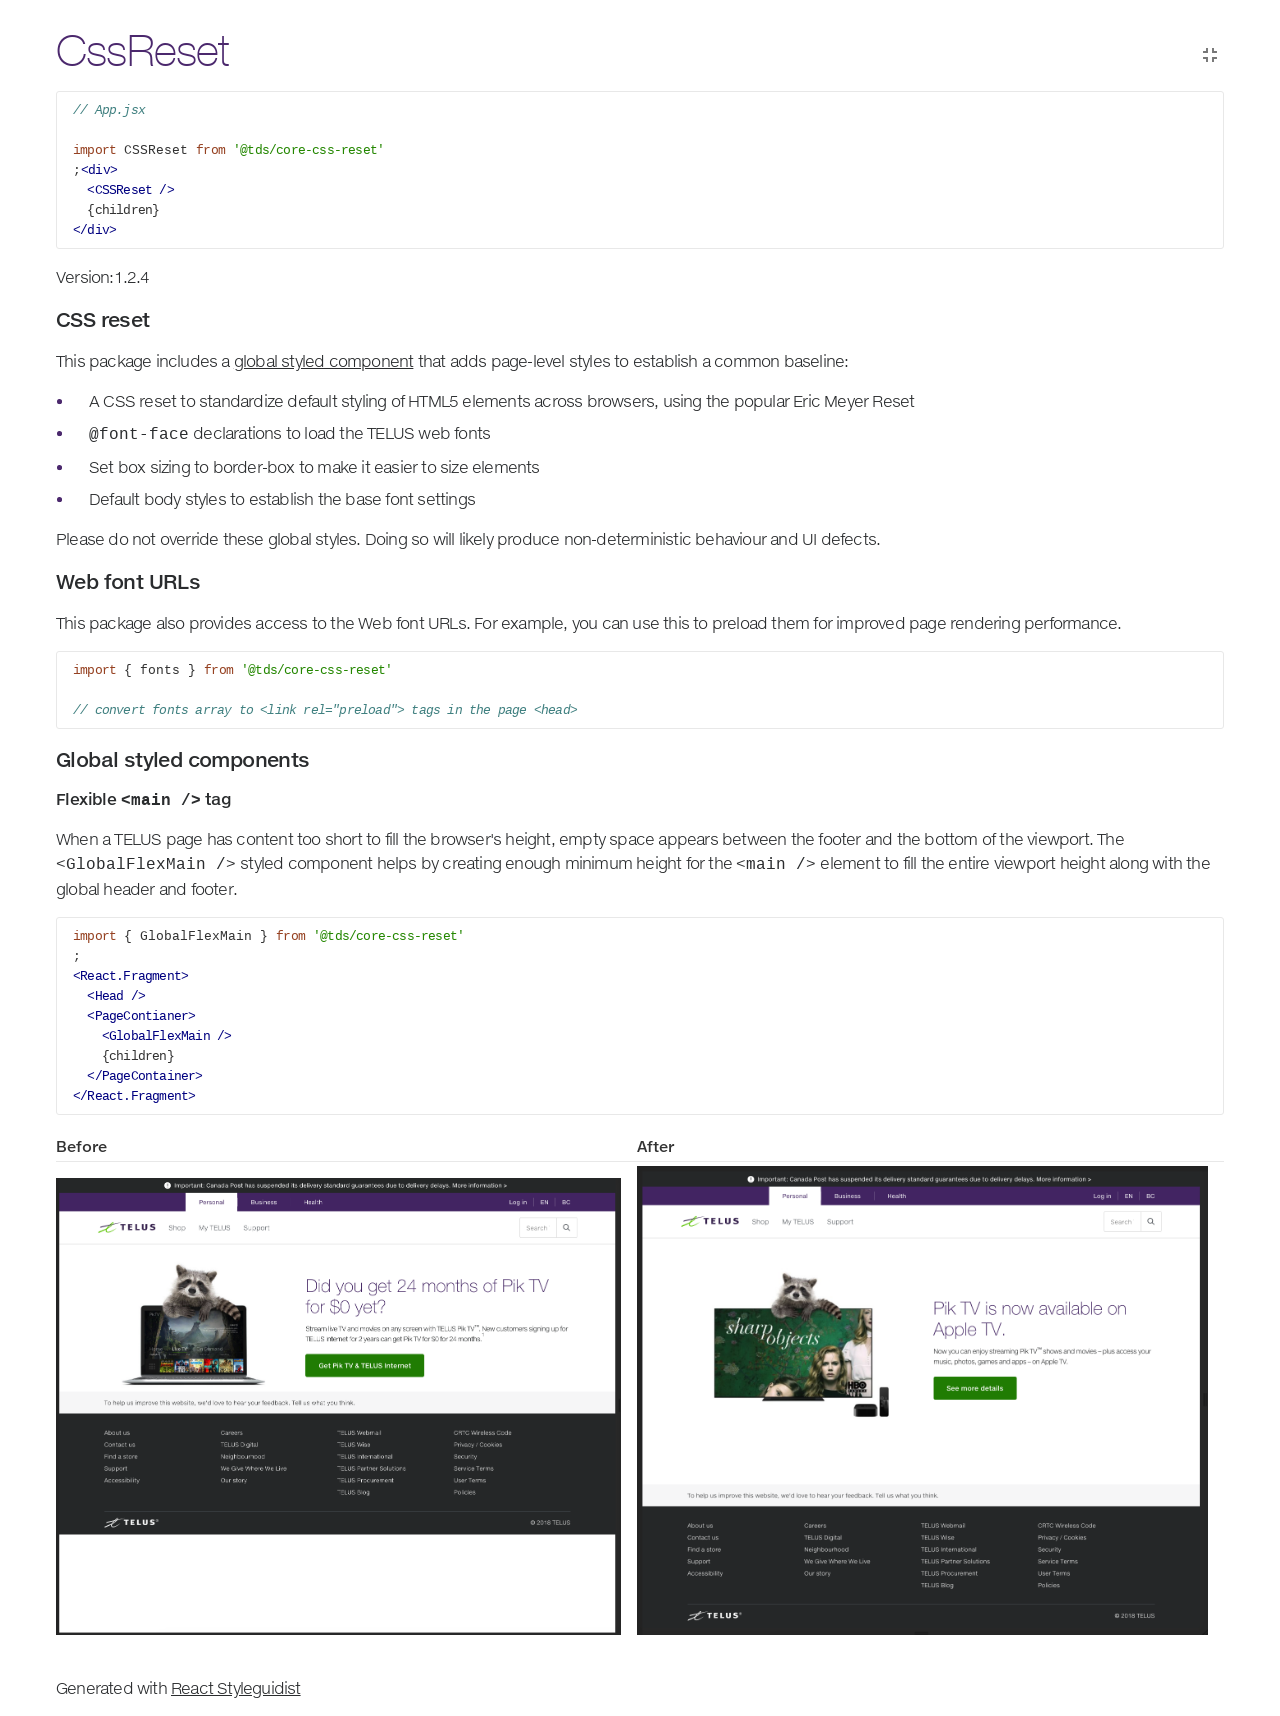 CssReset
// App.jsx
import CSSReset from '@tds/core-css-reset'
;<div>
<CSSReset />
{children}
</div>
Version:1.2.4
CSS reset
This package includes a global styled component that adds page-level styles to establish a common baseline:
• A CSS reset to standardize default styling of HTML5 elements across browsers, using the popular Eric Meyer Reset
• @font-face declarations to load the TELUS web fonts
• Set box sizing to border-box to make it easier to size elements
• Default body styles to establish the base font settings
Please do not override these global styles. Doing so will likely produce non-deterministic behaviour and UI defects.
Web font URLs
This package also provides access to the Web font URLs. For example, you can use this to preload them for improved page rendering performance.
import { fonts } from '@tds/core-css-reset'
// convert fonts array to <link rel="preload"> tags in the page <head>
Global styled components
Flexible <main /> tag
When a TELUS page has content too short to fill the browser's height, empty space appears between the footer and the bottom of the viewport. The
<GlobalFlexMain /> styled component helps by creating enough minimum height for the <main /> element to fill the entire viewport height along with the
global header and footer.
import { GlobalFlexMain } from '@tds/core-css-reset'
;
<React.Fragment>
<Head />
<PageContianer>
<GlobalFlexMain />
{children}
</PageContainer>
</React.Fragment>
Before
Important: Canada Post has suspended its delivery standard guarantees due to delivery delays. More information >
Personal Business Health Log in EN BC
TELUS Shop My TELUS Support Search
Did you get 24 months of Pik TV
for $0 yet?
Stream live TV and movies on any screen with TELUS Pik TV™. New customers signing up for
TELUS Internet for 2 years can get Pik TV for $0 for 24 months.
Get Pik TV & TELUS Internet
To help us improve this website, we'd love to hear your feedback. Tell us what you think.
About us Careers TELUS Webmail CRTC Wireless Code
Contact us TELUS Digital TELUS Wise Privacy / Cookies
Find a store Neighbourhood TELUS International Security
Support We Give Where We Live TELUS Partner Solutions Service Terms
Accessibility Our story TELUS Procurement User Terms
TELUS Blog Policies
TELUS © 2018 TELUS
After
Important: Canada Post has suspended its delivery standard guarantees due to delivery delays. More information >
Personal Business Health Log in EN BC
TELUS Shop My TELUS Support Search
sharp
objects
HBO
Pik TV is now available on
Apple TV.
Now you can enjoy streaming Pik TV™ shows and movies – plus access your
music, photos, games and apps – on Apple TV.
See more details
To help us improve this website, we'd love to hear your feedback. Tell us what you think.
About us Careers TELUS Webmail CRTC Wireless Code
Contact us TELUS Digital TELUS Wise Privacy / Cookies
Find a store Neighbourhood TELUS International Security
Support We Give Where We Live TELUS Partner Solutions Service Terms
Accessibility Our story TELUS Procurement User Terms
TELUS Blog Policies
TELUS © 2018 TELUS
Generated with React Styleguidist